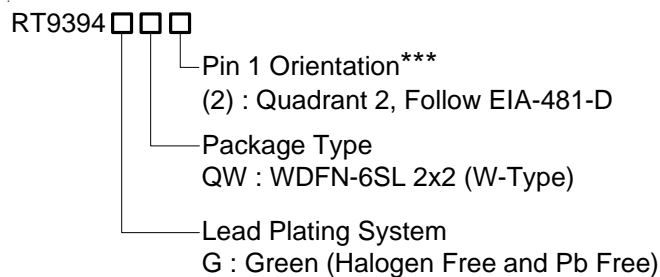 RT9394□□□
Pin 1 Orientation***
(2) : Quadrant 2, Follow EIA-481-D
Package Type
QW : WDFN-6SL 2x2 (W-Type)
Lead Plating System
G : Green (Halogen Free and Pb Free)